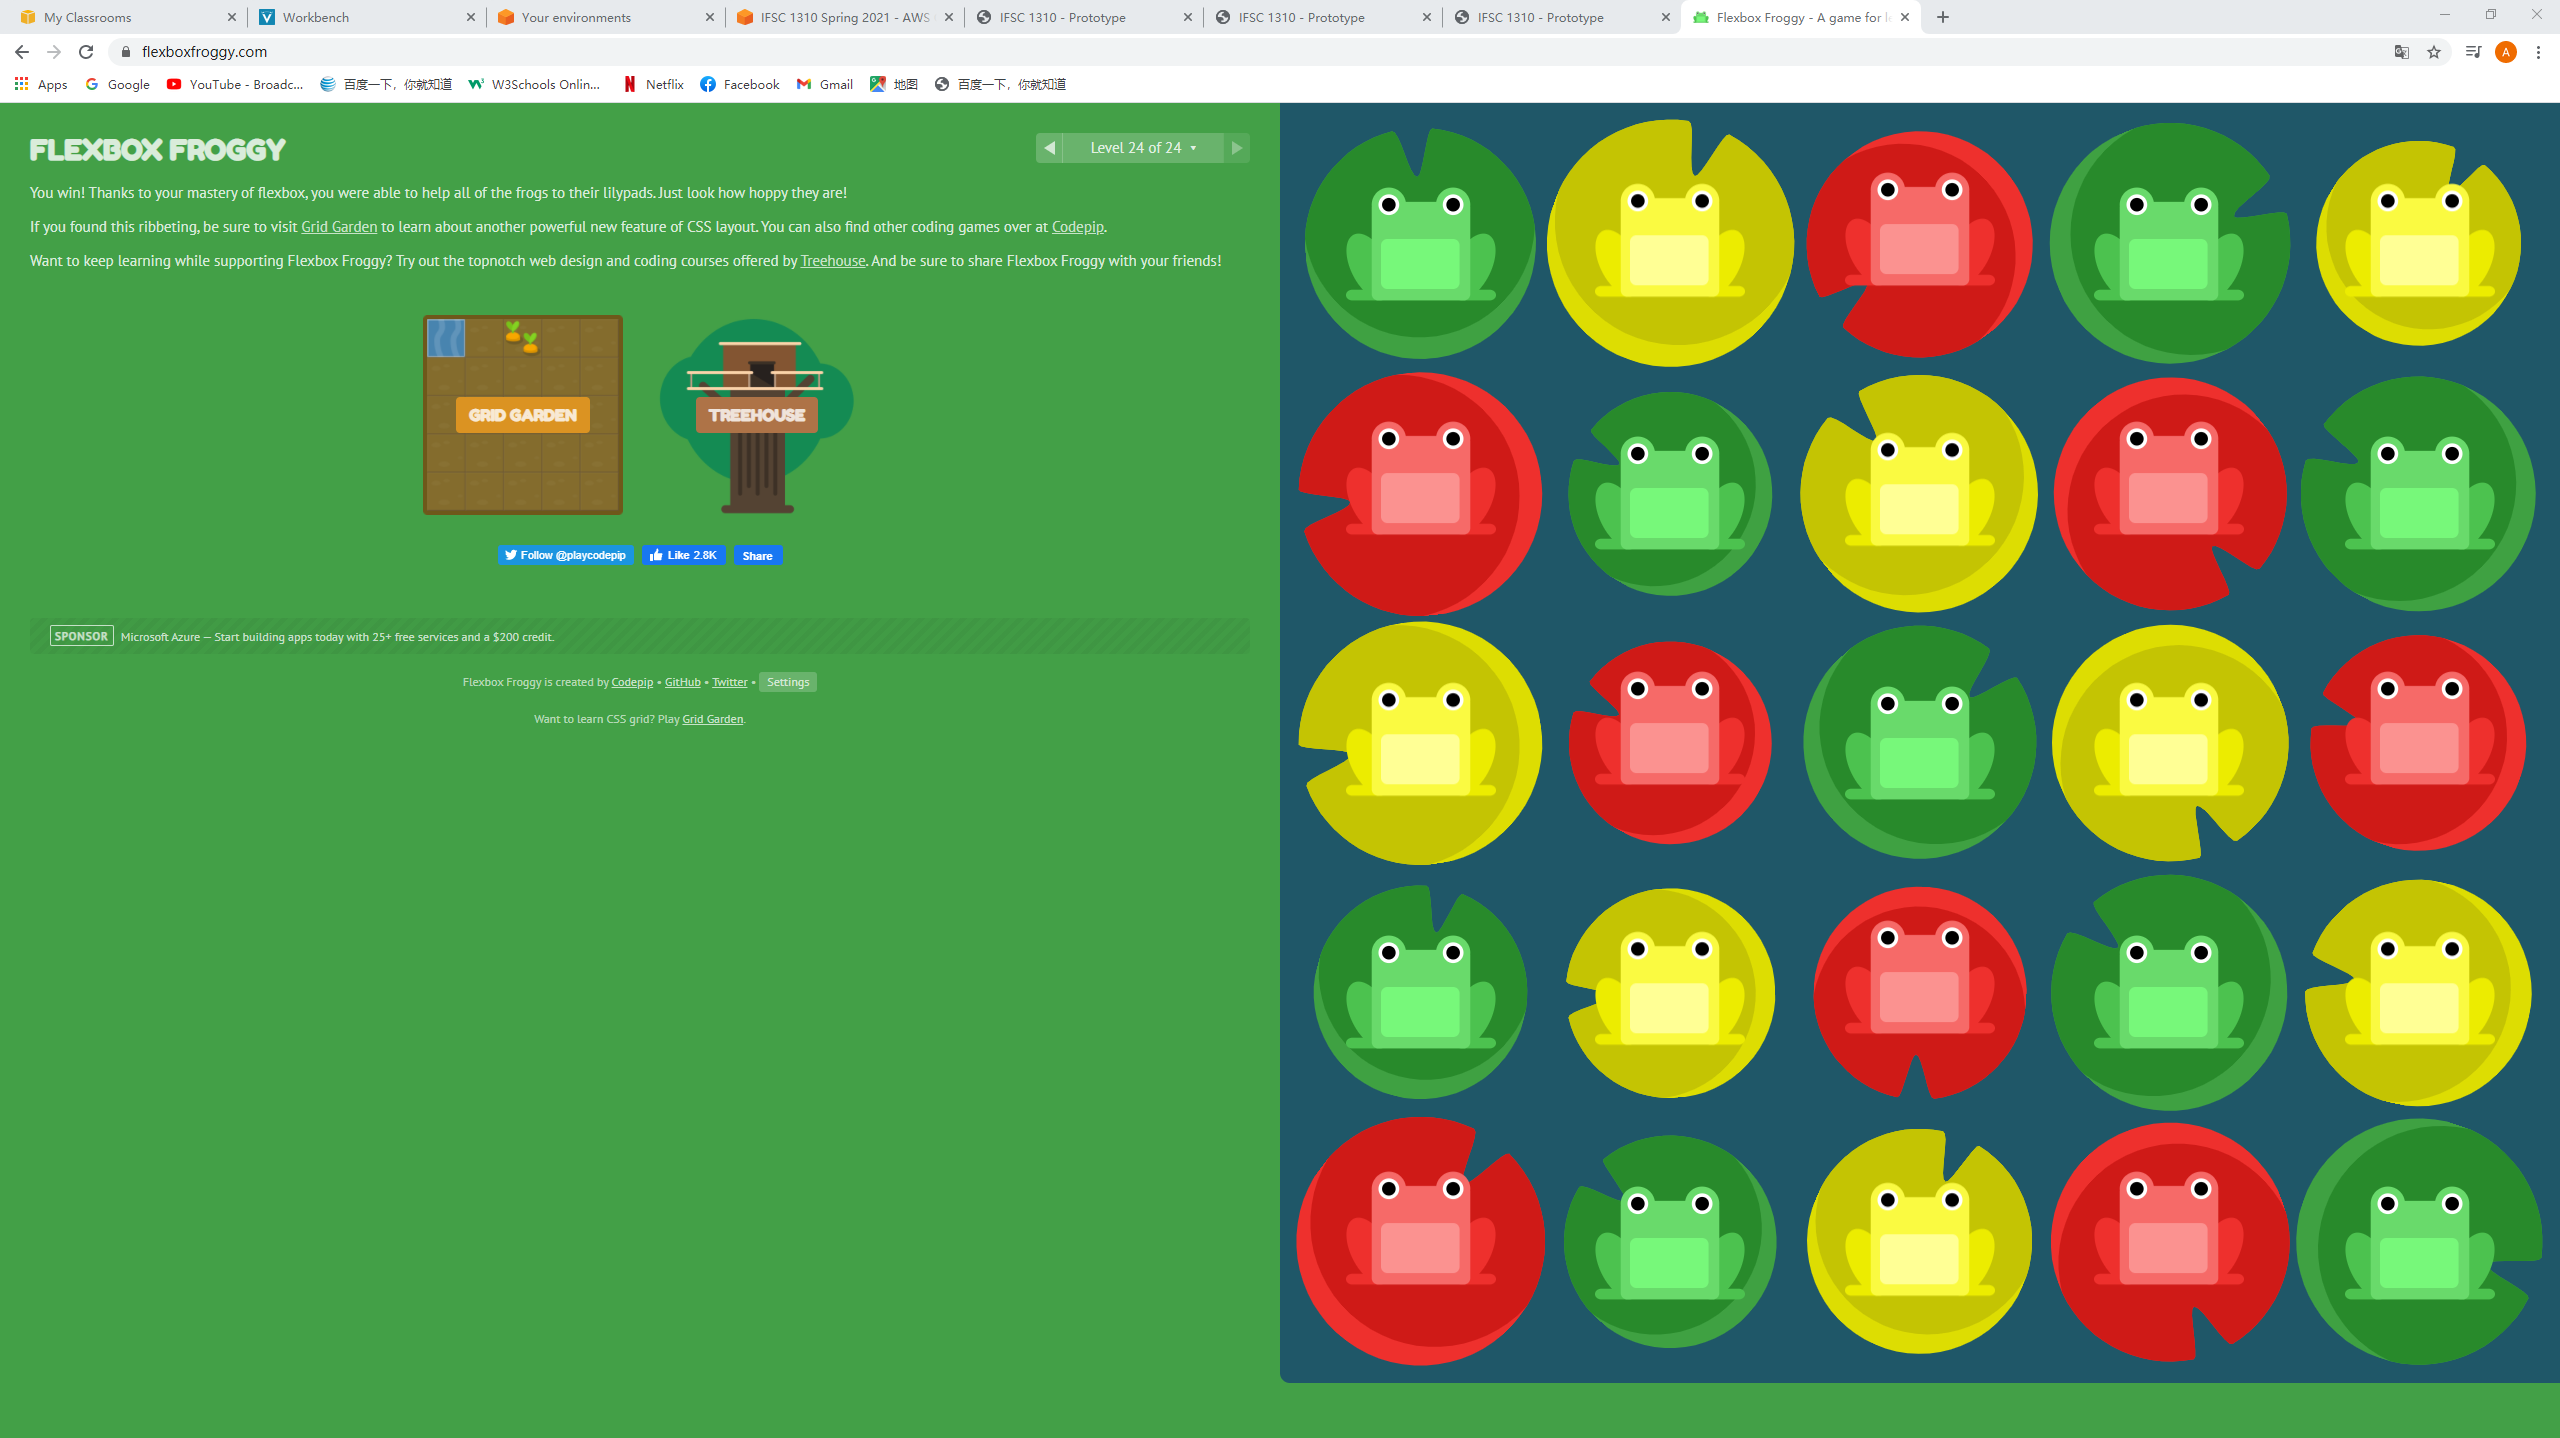 My Classrooms
Workbench
Your environments
IFSC 1310 Spring 2021 - AWS
IFSC 1310 - Prototype
IFSC 1310 - Prototype
IFSC 1310 - Prototype
Flexbox Froggy - A game for
flexboxfroggy.com
A
Apps
Google
YouTube - Broadc...
百度一下，你就知道
W3Schools Onlin...
Netflix
Facebook
Gmail
地图
百度一下，你就知道
FLEXBOX FROGGY
Level 24 of 24
You win! Thanks to your mastery of flexbox, you were able to help all of the frogs to their lilypads. Just look how hoppy they are!
If you found this ribbeting, be sure to visit Grid Garden to learn about another powerful new feature of CSS layout. You can also find other coding games over at Codepip.
Want to keep learning while supporting Flexbox Froggy? Try out the topnotch web design and coding courses offered by Treehouse. And be sure to share Flexbox Froggy with your friends!
GRID GARDEN
TREEHOUSE
Follow @playcodepip
Like 2.8K
Share
SPONSOR Microsoft Azure — Start building apps today with 25+ free services and a $200 credit.
Flexbox Froggy is created by Codepip • GitHub • Twitter • Settings
Want to learn CSS grid? Play Grid Garden.